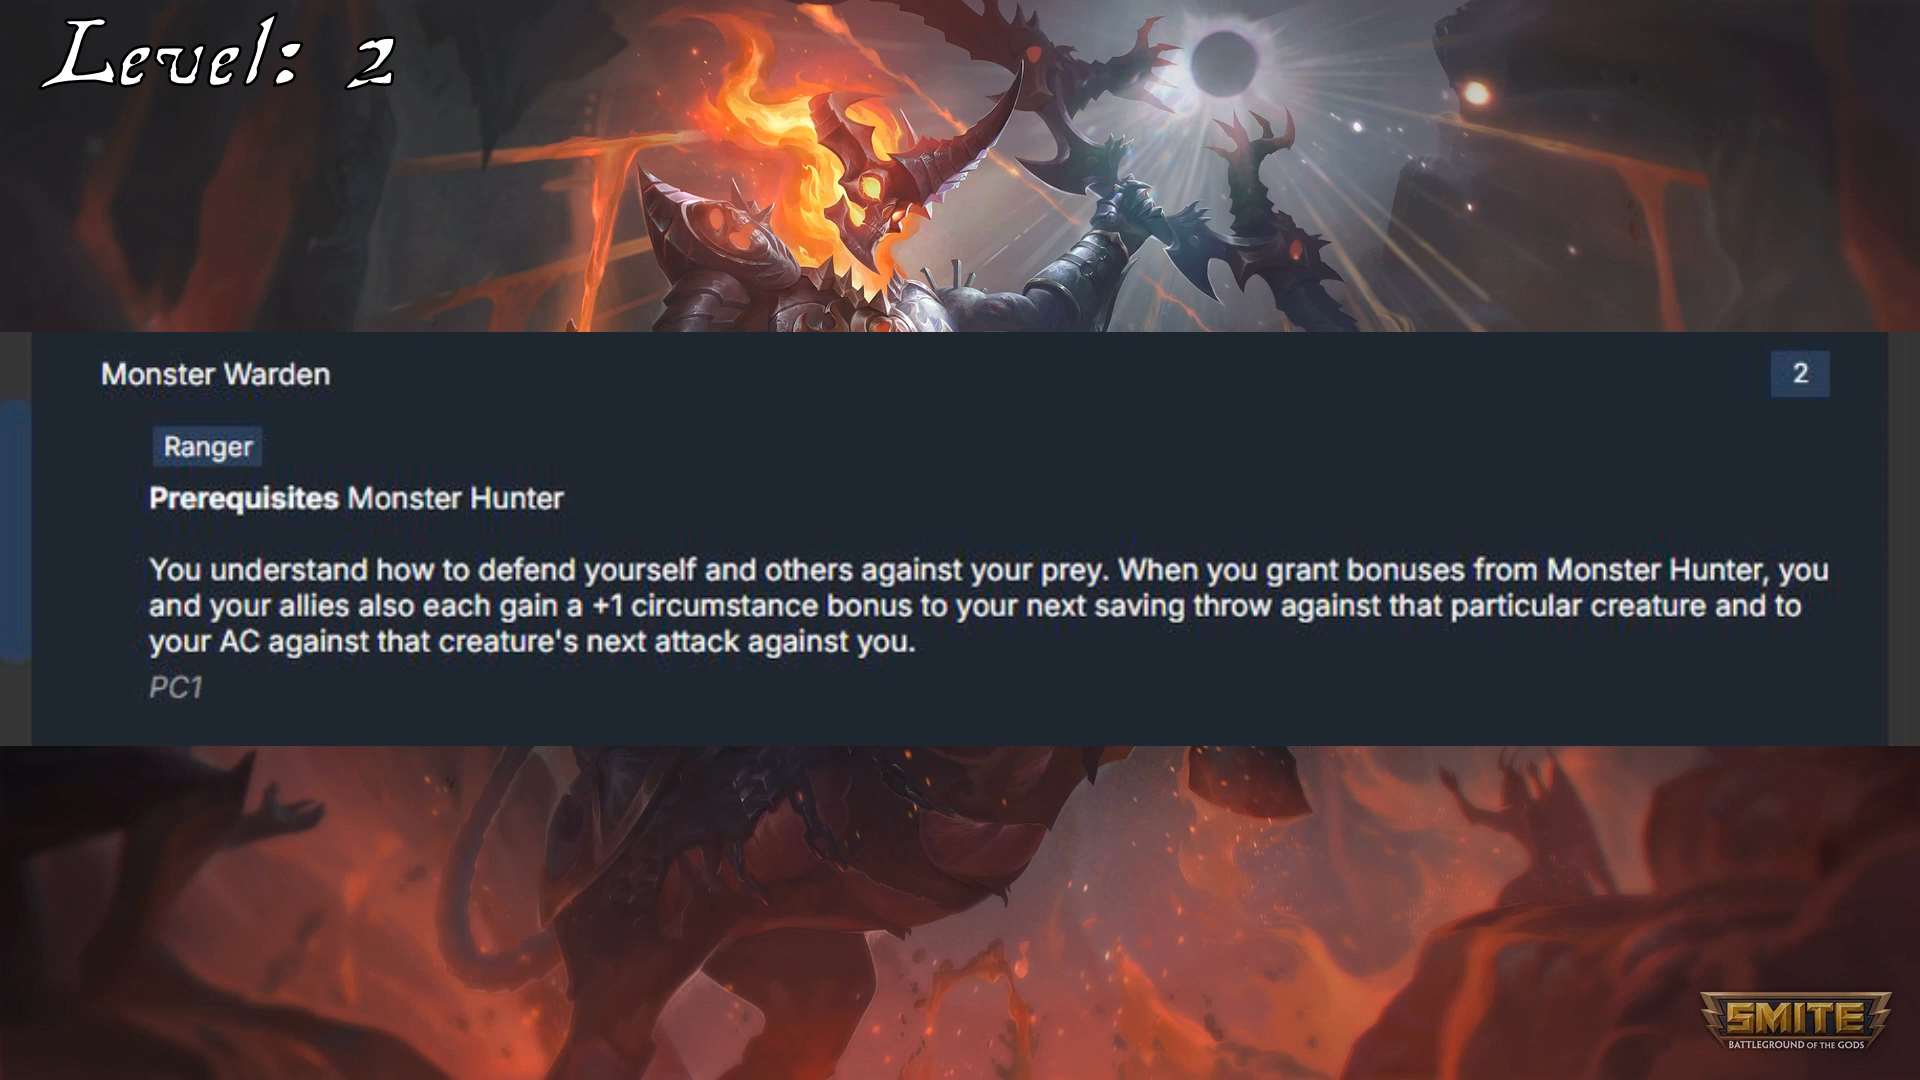 Level: 2
Monster Warden
2
Ranger
Prerequisites Monster Hunter
You understand how to defend yourself and others against your prey. When you grant bonuses from Monster Hunter, you
and your allies also each gain a +1 circumstance bonus to your next saving throw against that particular creature and to
your AC against that creature's next attack against you.
PC1
SMITE
BATTLEGROUND OF THE GODS